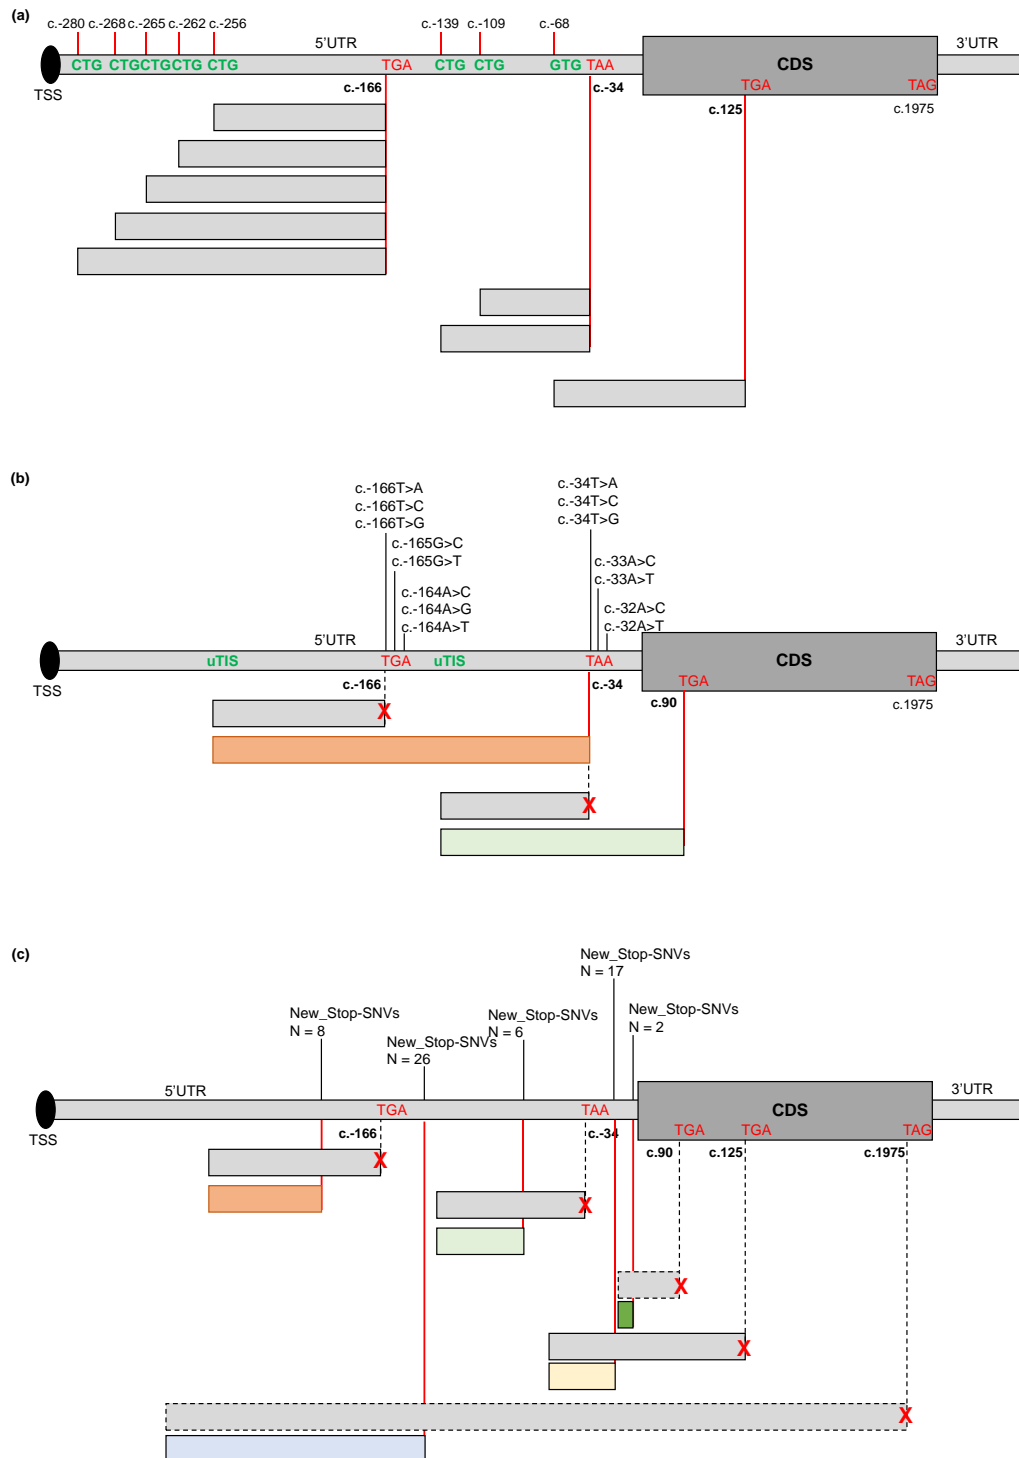 (a)
c.-280 c.-268 c.-265 c.-262 c.-256 c.-139 c.-109 c.-68
5'UTR 3'UTR
CTG CTGCTGCTG CTG TGA CTG CTG GTG TAA CDS
TGA TAG
TSS c.-166 c.-34 c.125 c.1975
(b)
c.-166T>A c.-34T>A
c.-166T>C c.-34T>C
c.-166T>G c.-34T>G
c.-165G>C c.-33A>C
c.-165G>T c.-33A>T
c.-164A>C c.-32A>C
c.-164A>G c.-32A>T
c.-164A>T
5'UTR 3'UTR
uTIS TGA uTIS TAA CDS
TGA TAG
TSS c.-166 c.-34 c.90 c.1975
X
X
(c)
New_Stop-SNVs
N = 17
New_Stop-SNVs New_Stop-SNVs New_Stop-SNVs
N = 8 N = 6 N = 2
New_Stop-SNVs
N = 26
5'UTR 3'UTR
TGA TAA CDS
TGA TGA TAG
TSS c.-166 c.-34 c.90 c.125 c.1975
X
X
X
X
X